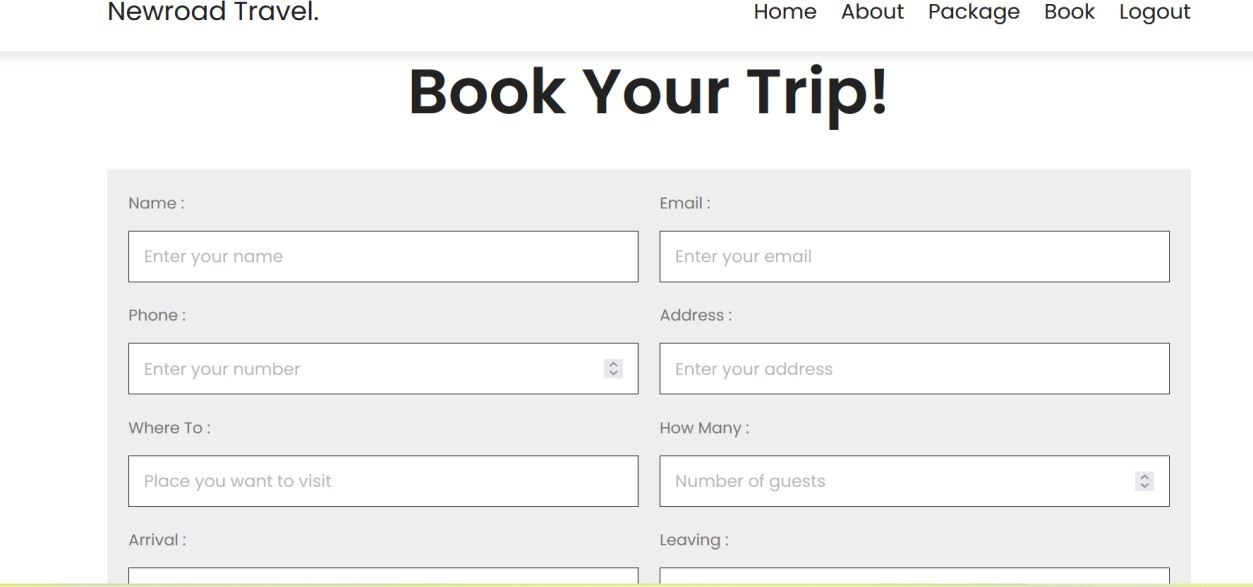 Newroad Travel.
Home About Package Book Logout
Book Your Trip!
Name : Email :
Enter your name Enter your email
Phone : Address :
Enter your number Enter your address
Where To : How Many :
Place you want to visit Number of guests
Arrival : Leaving :